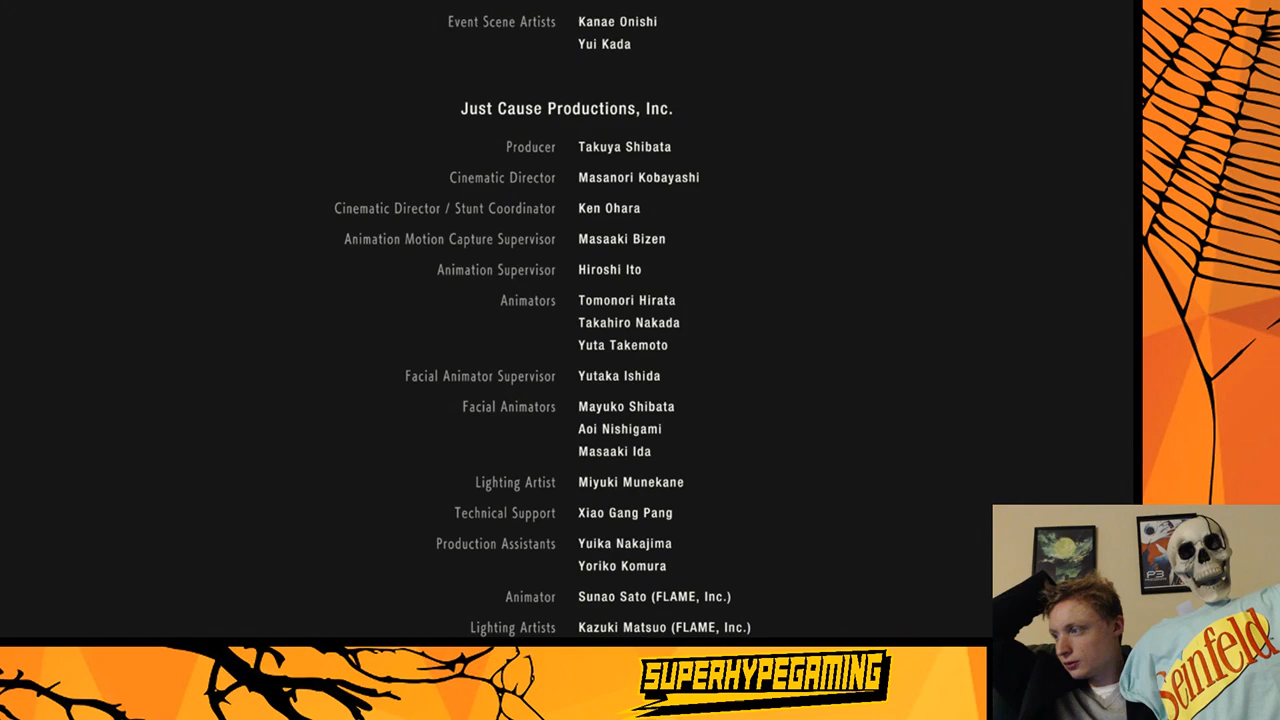 Event Scene Artists Kanae Onishi
Yui Kada
Just Cause Productions, Inc.
Producer Takuya Shibata
Cinematic Director Masanori Kobayashi
Cinematic Director / Stunt Coordinator Ken Ohara
Animation Motion Capture Supervisor Masaaki Bizen
Animation Supervisor Hiroshi Ito
Animators Tomonori Hirata
Takahiro Nakada
Yuta Takemoto
Facial Animator Supervisor Yutaka Ishida
Facial Animators Mayuko Shibata
Aoi Nishigami
Masaaki Ida
Lighting Artist Miyuki Munekane
Technical Support Xiao Gang Pang
Production Assistants Yuika Nakajima
Yoriko Komura
Animator Sunao Sato (FLAME, Inc.)
Lighting Artists Kazuki Matsuo (FLAME, Inc.)
P3
Seinfeld
SUPERHYPEGAMING